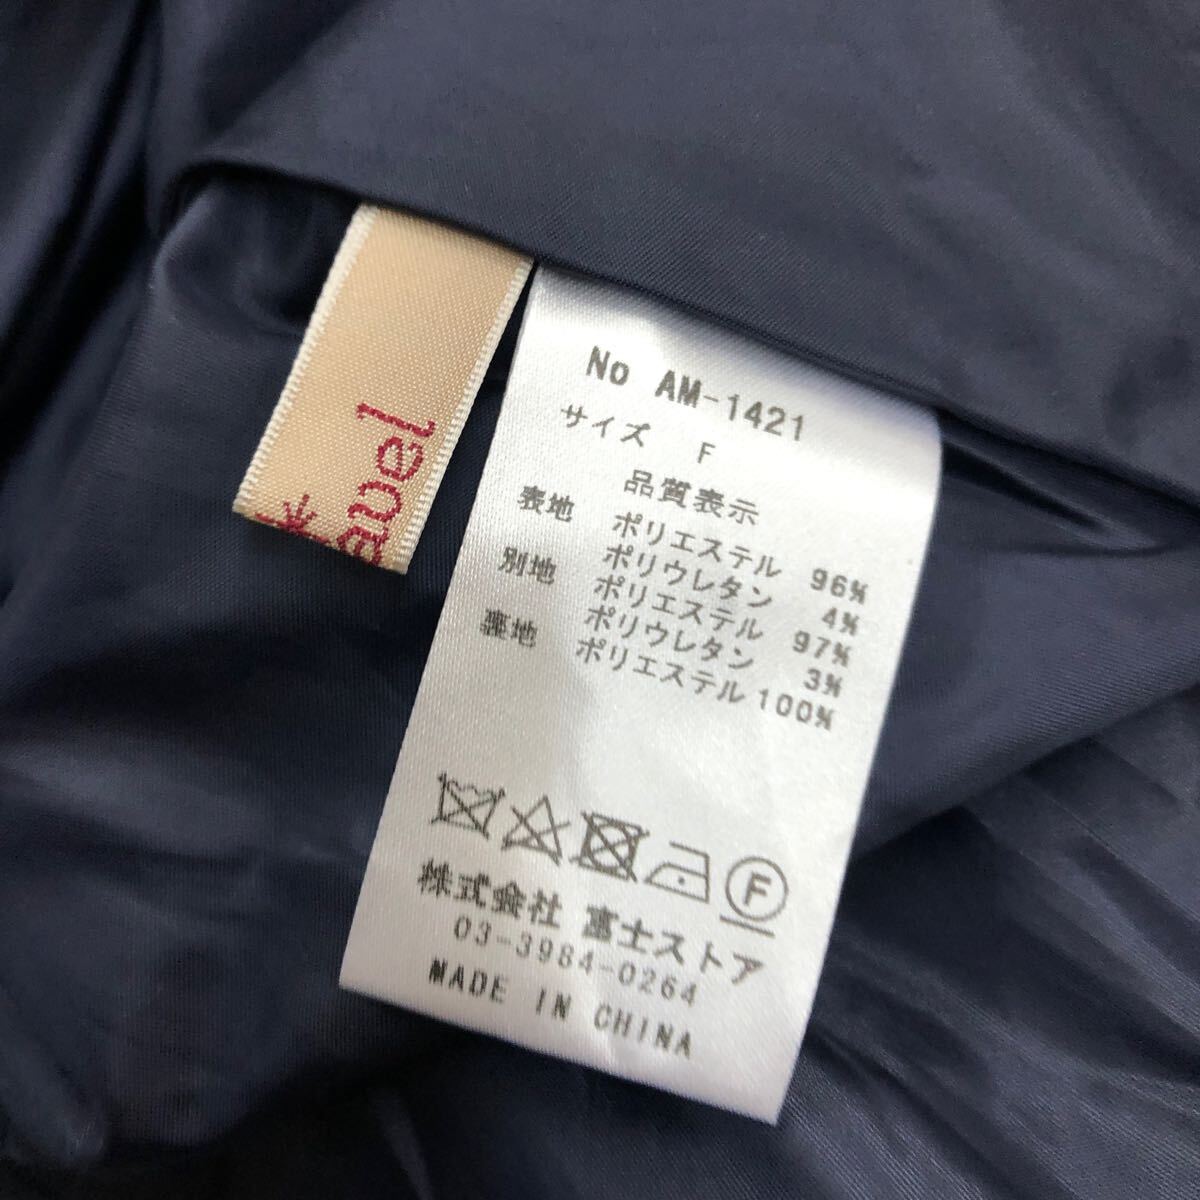 avel
No AM-1421
サイズ F
品質表示
表地 ポリエステル 96%
ポリウレタン 4%
別地 ポリエステル 97%
ポリウレタン 3%
裏地 ポリエステル 100%
F
株式会社 富士ストア
03-3984-0264
MADE IN CHINA